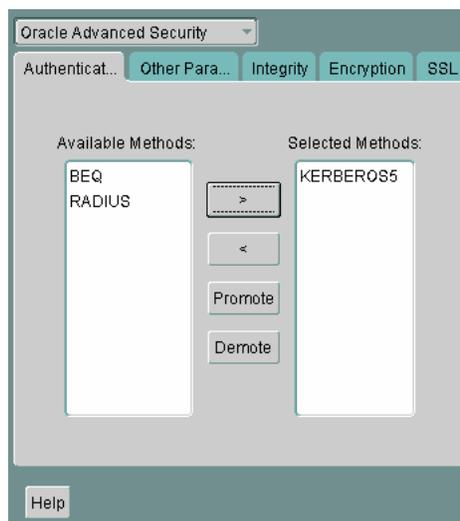 Oracle Advanced Security
Authenticat... Other Para... Integrity Encryption SSL
Available Methods: Selected Methods:
BEQ
RADIUS
KERBEROS5
>
<
Promote
Demote
Help